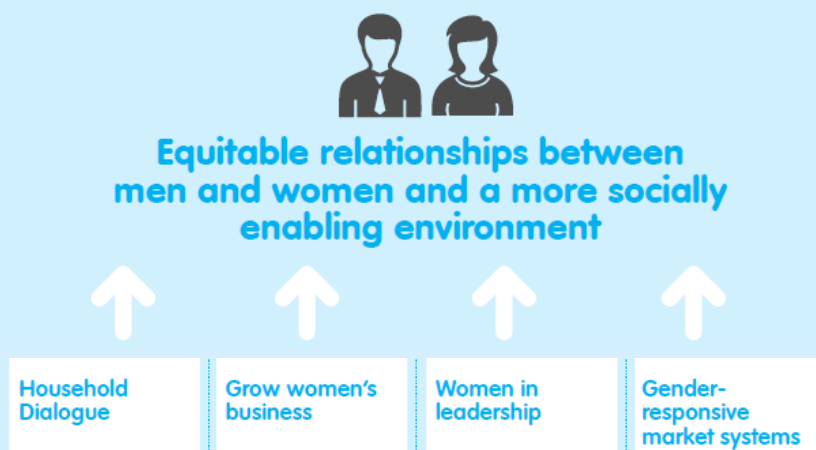 Equitable relationships between
men and women and a more socially
enabling environment
Household
Dialogue
Grow women's
business
Women in
leadership
Gender-
responsive
market systems